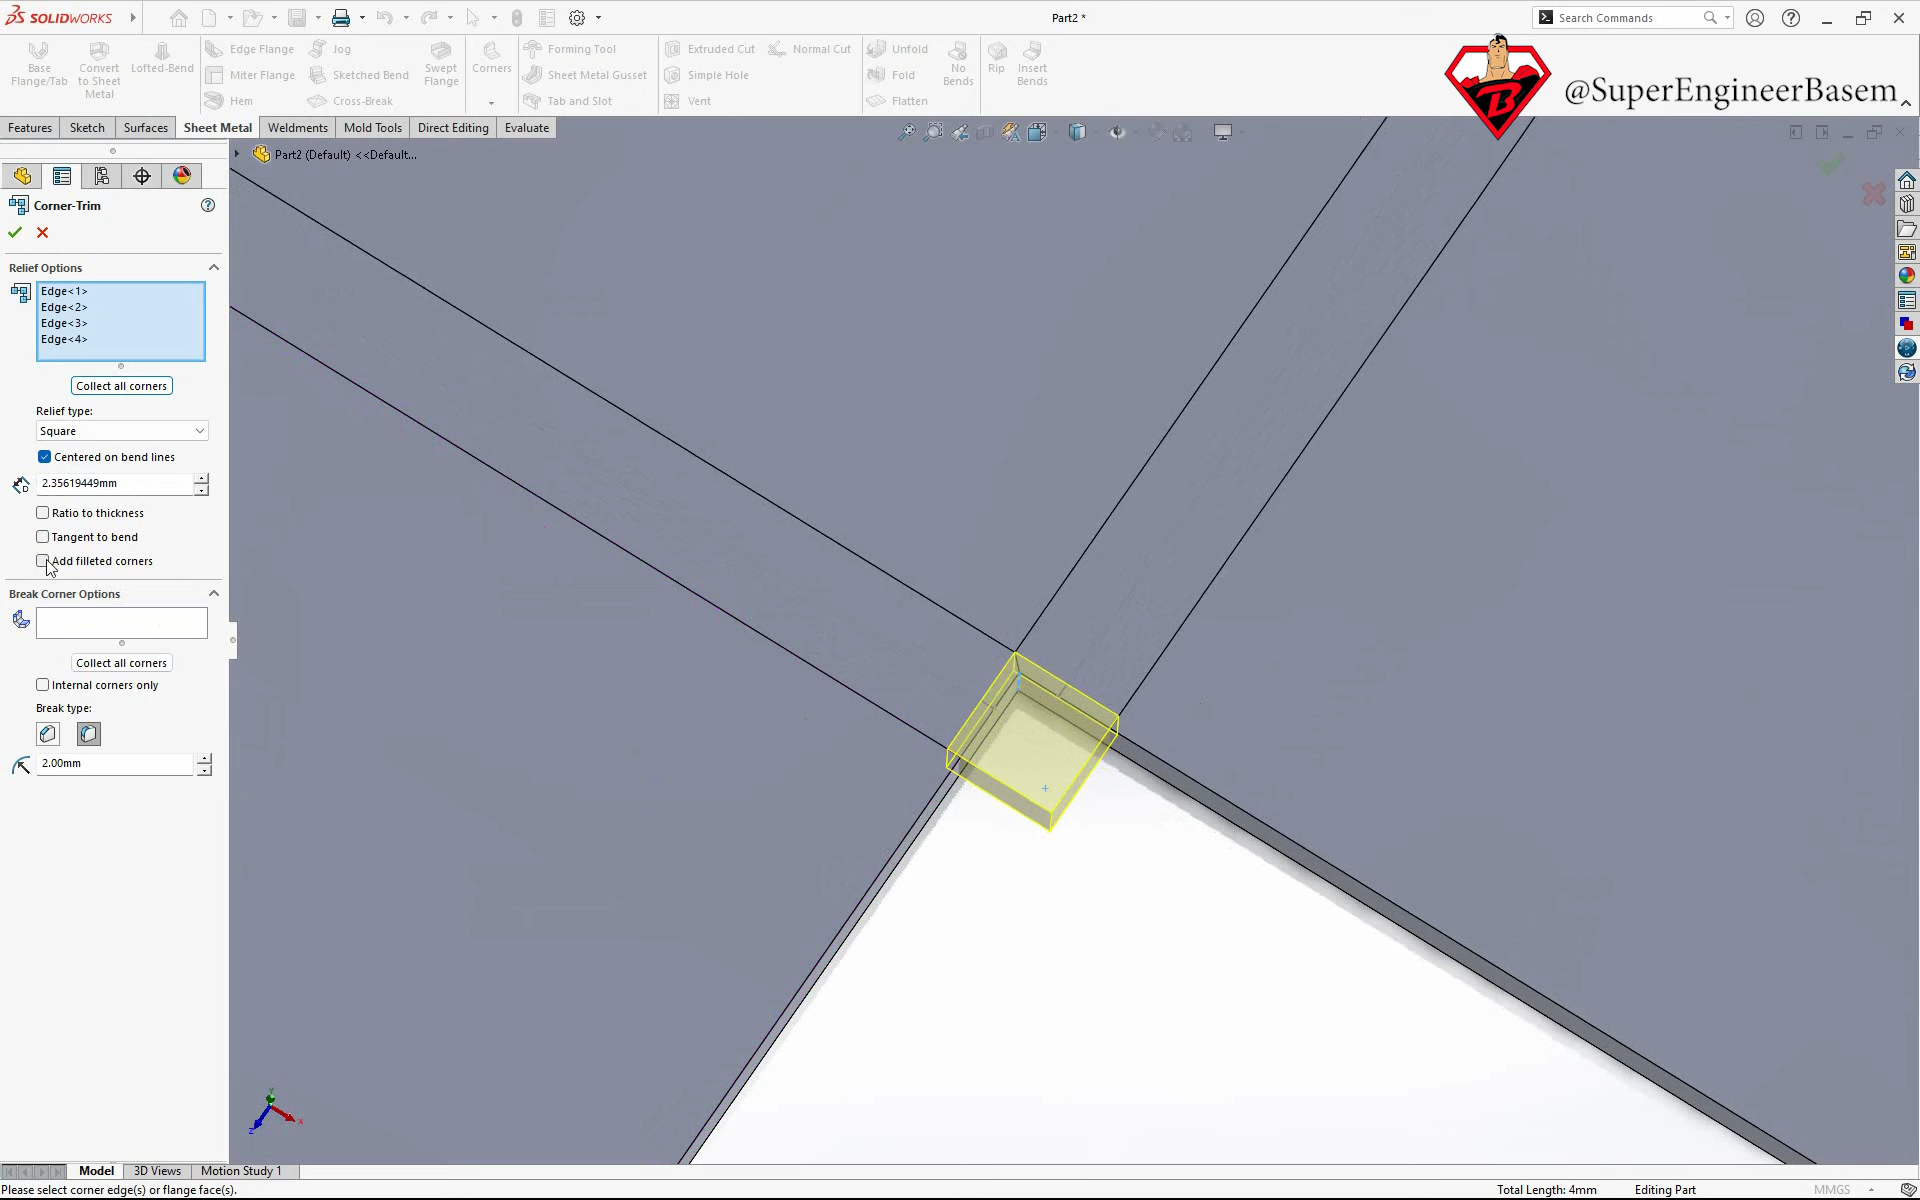 SOLIDWORKS
Part2 *
Search Commands
Base Flange/Tab
Convert to Sheet Metal
Lofted-Bend
Edge Flange
Miter Flange
Hem
Jog
Sketched Bend
Cross-Break
Swept Flange
Corners
Forming Tool
Sheet Metal Gusset
Tab and Slot
Extruded Cut
Simple Hole
Vent
Normal Cut
Unfold
Fold
Flatten
No Bends
Rip
Insert Bends
B
@SuperEngineerBasem
Features
Sketch
Surfaces
Sheet Metal
Weldments
Mold Tools
Direct Editing
Evaluate
Part2 (Default) <<Default...
Corner-Trim
Relief Options
Edge<1>
Edge<2>
Edge<3>
Edge<4>
Collect all corners
Relief type:
Square
Centered on bend lines
2.35619449mm
Ratio to thickness
Tangent to bend
Add filleted corners
Break Corner Options
Collect all corners
Internal corners only
Break type:
2.00mm
Y
X
Z
Model
3D Views
Motion Study 1
Please select corner edge(s) or flange face(s).
Total Length: 4mm
Editing Part
MMGS